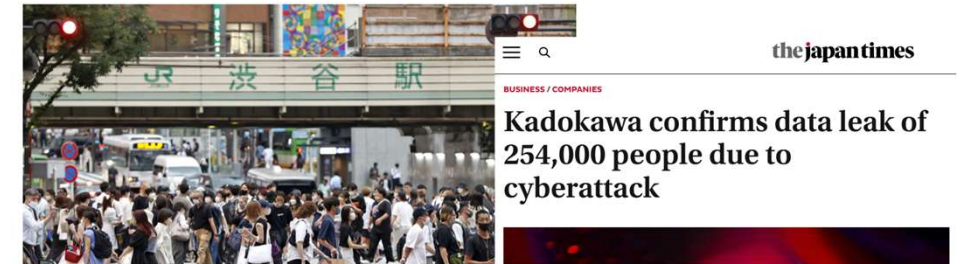 JR 渋谷駅
the japan times
BUSINESS / COMPANIES
Kadokawa confirms data leak of
254,000 people due to
cyberattack